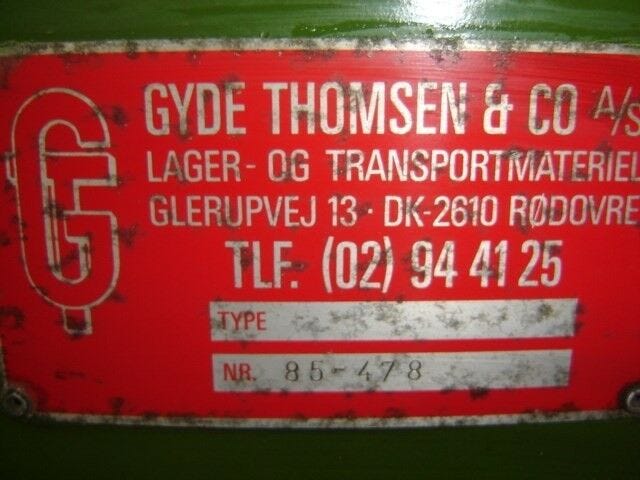 GYDE THOMSEN & CO A/S
LAGER- OG TRANSPORTMATERIEL
GLERUPVEJ 13 · DK-2610 RØDOVRE
TLF. (02) 94 41 25
TYPE
NR. 85-478